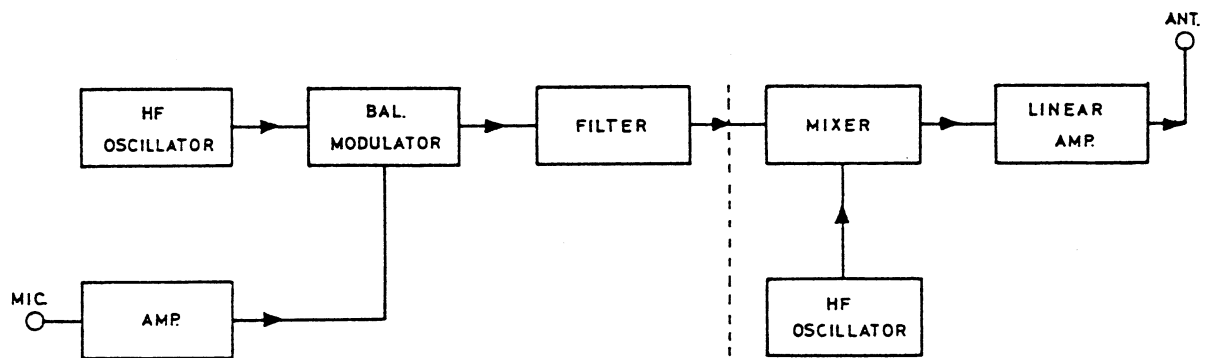 ANT.
HF
OSCILLATOR
BAL.
MODULATOR
FILTER
MIXER
LINEAR
AMP.
MIC.
AMP.
HF
OSCILLATOR